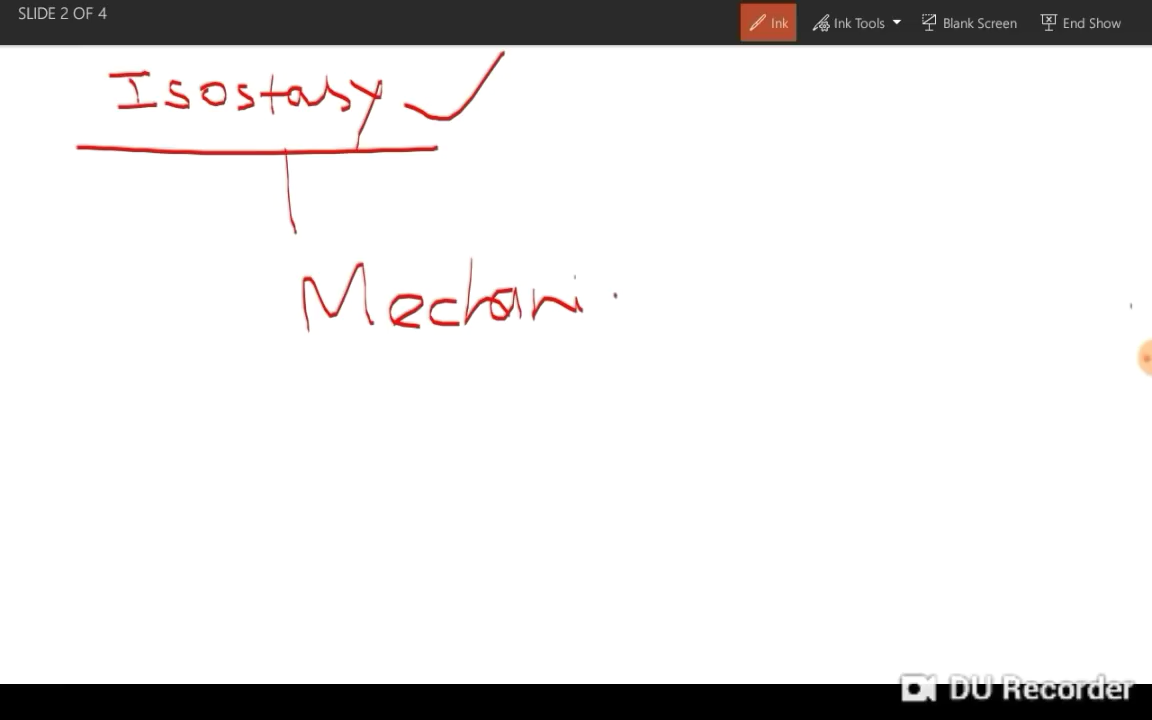 SLIDE 2 OF 4
Ink Ink Tools Blank Screen End Show
Isostasy
Mechani
DU Recorder